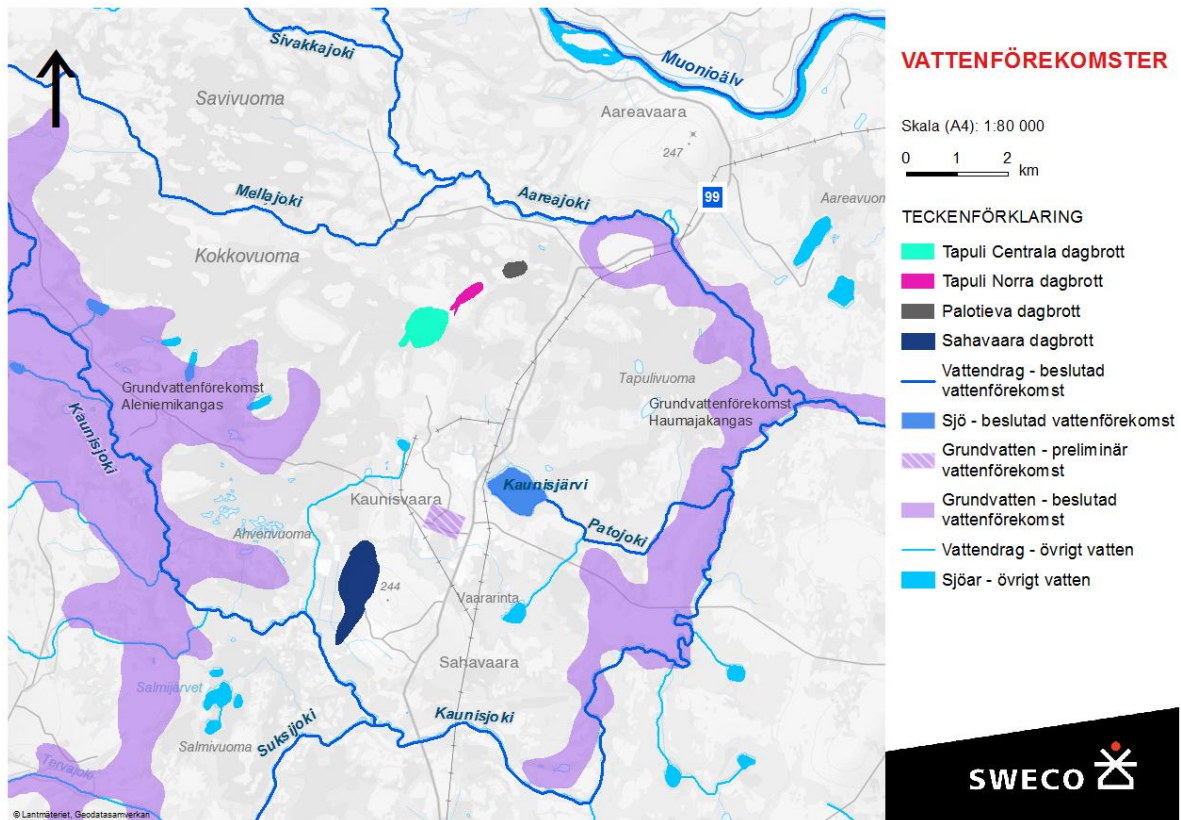 Sivakkajoki
Muonioälv
Savivuoma
Aareavaara
247
Mellajoki
Aareajoki
99
Aareavuom
Kokkovuoma
Grundvattenförekomst
Aleniemikangas
Tapulivuoma
Grundvattenförekomst
Haumajakangas
Kaunisjoki
Kaunisjärvi
Kaunisvaara
Patojoki
Ahvenvuoma
244
Vaararinta
Sahavaara
Salmijärvet
Kaunisjoki
Suksijoki
Salmivuoma
Tervajoki
© Lantmäteriet, Geodatasamverkan
VATTENFÖREKOMSTER
Skala (A4): 1:80 000
0 1 2
km
TECKENFÖRKLARING
Tapuli Centrala dagbrott
Tapuli Norra dagbrott
Palotieva dagbrott
Sahavaara dagbrott
Vattendrag - beslutad
vattenförekomst
Sjö - beslutad vattenförekomst
Grundvatten - preliminär
vattenförekomst
Grundvatten - beslutad
vattenförekomst
Vattendrag - övrigt vatten
Sjöar - övrigt vatten
SWECO